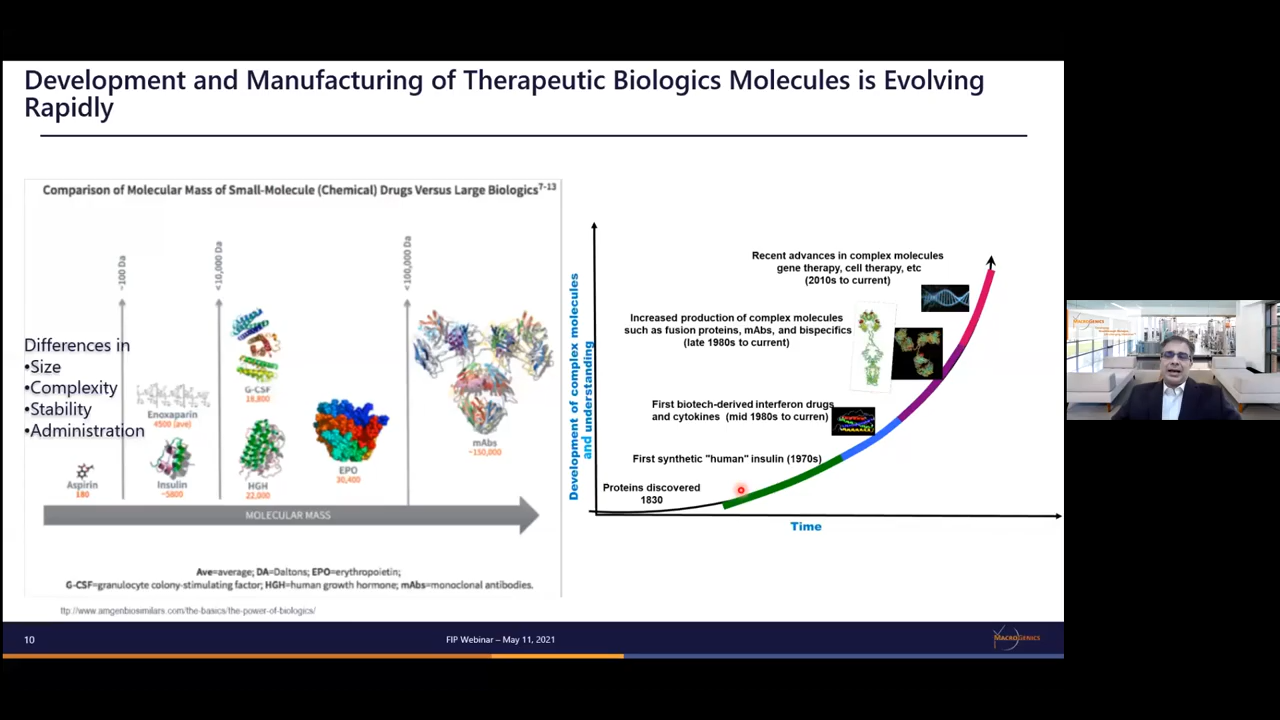 Development and Manufacturing of Therapeutic Biologics Molecules is Evolving
Rapidly
Comparison of Molecular Mass of Small-Molecule (Chemical) Drugs Versus Large Biologics7-13
~100 Da
<10,000 Da
<100,000 Da
Differences in
•Size
•Complexity
•Stability
•Administration
Aspirin
180
Enoxaparin
4500 (ave)
Insulin
~5800
G-CSF
18,800
HGH
22,000
EPO
30,400
mAbs
~150,000
MOLECULAR MASS
Ave=average; DA=Daltons; EPO=erythropoietin;
G-CSF=granulocyte colony-stimulating factor; HGH=human growth hormone; mAbs=monoclonal antibodies.
ttp://www.amgenbiosimilars.com/the-basics/the-power-of-biologics/
Development of complex molecules
and understanding
Recent advances in complex molecules
gene therapy, cell therapy, etc
(2010s to current)
Increased production of complex molecules
such as fusion proteins, mAbs, and bispecifics
(late 1980s to current)
First biotech-derived interferon drugs
and cytokines (mid 1980s to curren)
First synthetic "human" insulin (1970s)
Proteins discovered
1830
Time
10
FIP Webinar – May 11, 2021
MACROGENICS